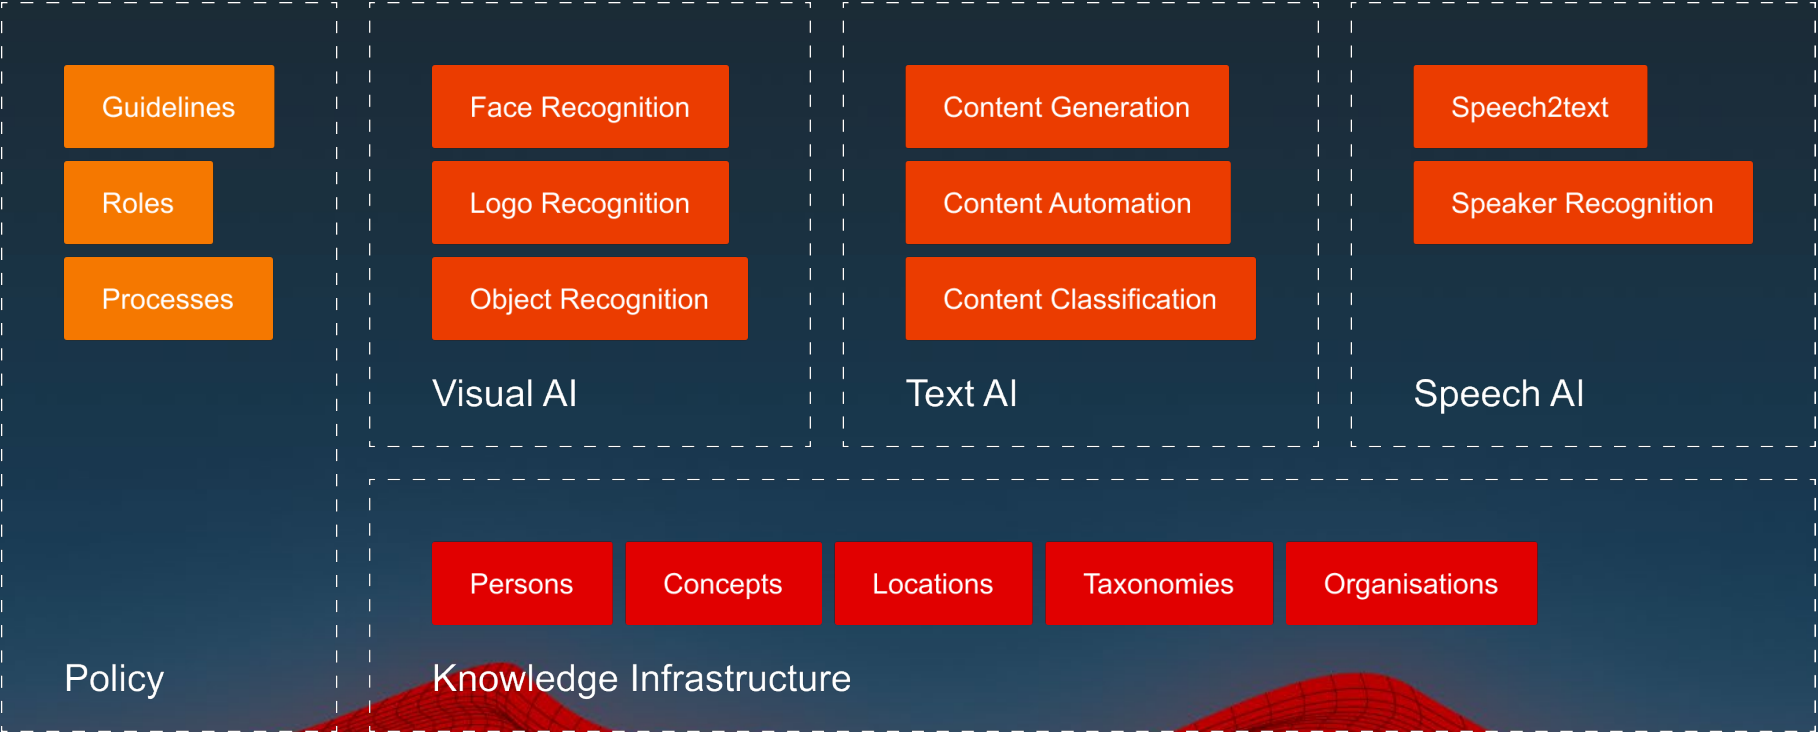 Guidelines
Roles
Processes
Policy
Face Recognition
Logo Recognition
Object Recognition
Visual AI
Content Generation
Content Automation
Content Classification
Text AI
Speech2text
Speaker Recognition
Speech AI
Persons
Concepts
Locations
Taxonomies
Organisations
Knowledge Infrastructure